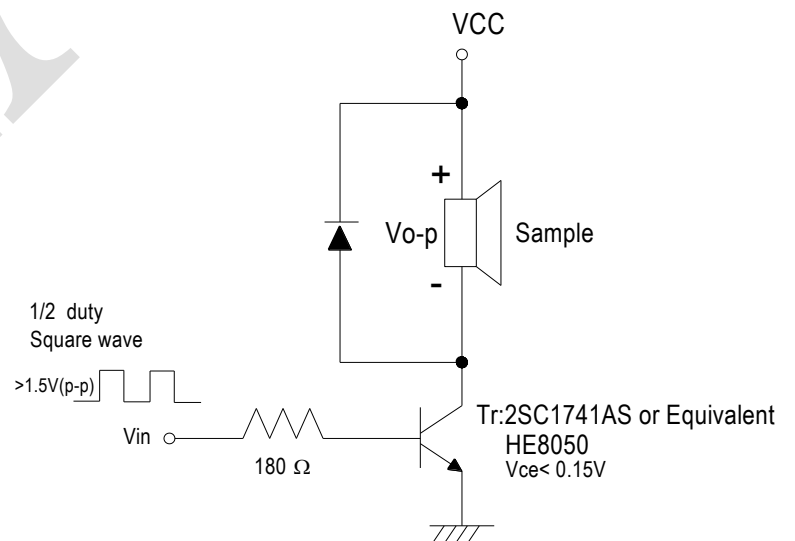 VCC
+
Vo-p
Sample
-
1/2 duty
Square wave
>1.5V(p-p)
Vin
180 Ω
Tr:2SC1741AS or Equivalent
HE8050
Vce< 0.15V